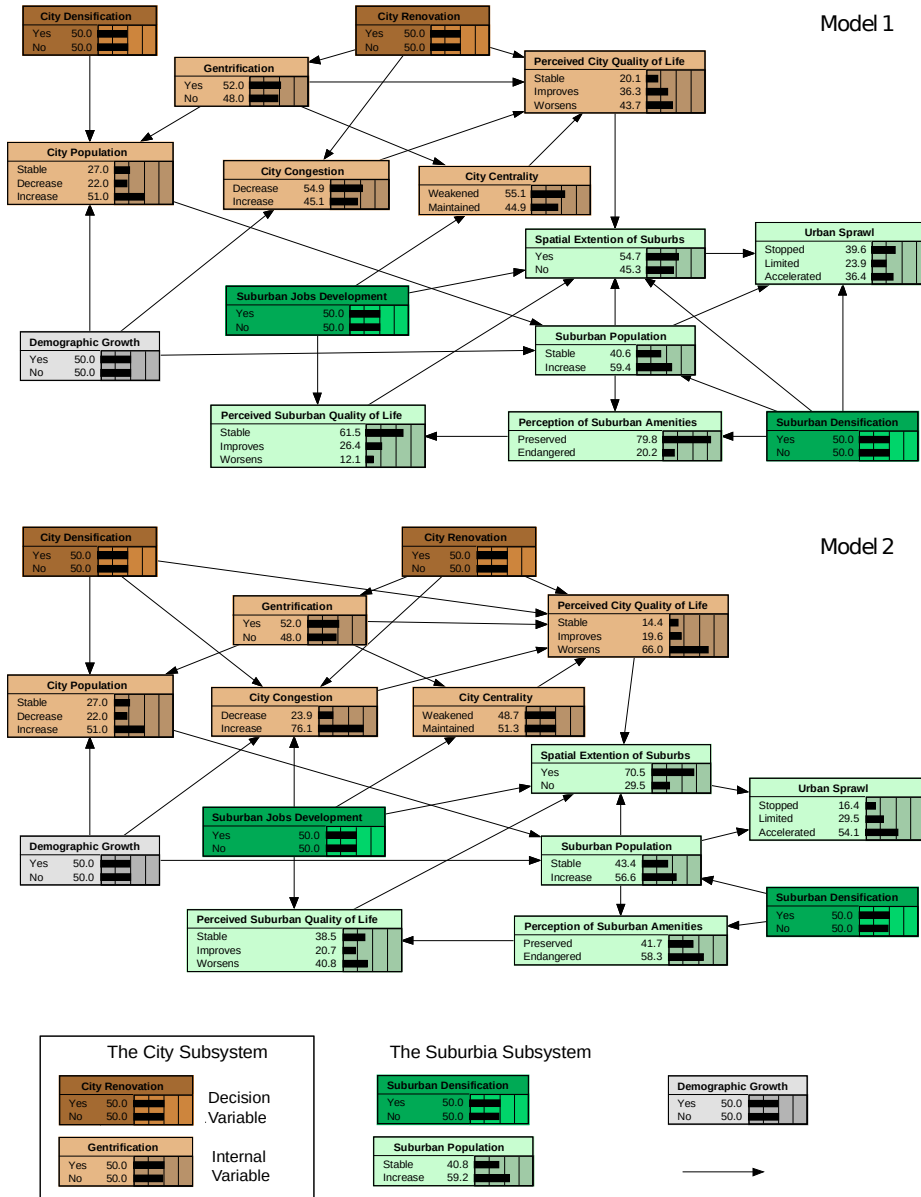 Model 1
City Densification
Yes 50.0
No 50.0
City Renovation
Yes 50.0
No 50.0
Gentrification
Yes 52.0
No 48.0
Perceived City Quality of Life
Stable 20.1
Improves 36.3
Worsens 43.7
City Population
Stable 27.0
Decrease 22.0
Increase 51.0
City Congestion
Decrease 54.9
Increase 45.1
City Centrality
Weakened 55.1
Maintained 44.9
Spatial Extention of Suburbs
Yes 54.7
No 45.3
Urban Sprawl
Stopped 39.6
Limited 23.9
Accelerated 36.4
Suburban Jobs Development
Yes 50.0
No 50.0
Demographic Growth
Yes 50.0
No 50.0
Suburban Population
Stable 40.6
Increase 59.4
Perceived Suburban Quality of Life
Stable 61.5
Improves 26.4
Worsens 12.1
Perception of Suburban Amenities
Preserved 79.8
Endangered 20.2
Suburban Densification
Yes 50.0
No 50.0
Model 2
City Densification
Yes 50.0
No 50.0
City Renovation
Yes 50.0
No 50.0
Gentrification
Yes 52.0
No 48.0
Perceived City Quality of Life
Stable 14.4
Improves 19.6
Worsens 66.0
City Population
Stable 27.0
Decrease 22.0
Increase 51.0
City Congestion
Decrease 23.9
Increase 76.1
City Centrality
Weakened 48.7
Maintained 51.3
Spatial Extention of Suburbs
Yes 70.5
No 29.5
Urban Sprawl
Stopped 16.4
Limited 29.5
Accelerated 54.1
Suburban Jobs Development
Yes 50.0
No 50.0
Demographic Growth
Yes 50.0
No 50.0
Suburban Population
Stable 43.4
Increase 56.6
Suburban Densification
Yes 50.0
No 50.0
Perceived Suburban Quality of Life
Stable 38.5
Improves 20.7
Worsens 40.8
Perception of Suburban Amenities
Preserved 41.7
Endangered 58.3
The City Subsystem
City Renovation
Yes 50.0
No 50.0
Decision
Variable
Gentrification
Yes 50.0
No 50.0
Internal
Variable
The Suburbia Subsystem
Suburban Densification
Yes 50.0
No 50.0
Suburban Population
Stable 40.8
Increase 59.2
Demographic Growth
Yes 50.0
No 50.0